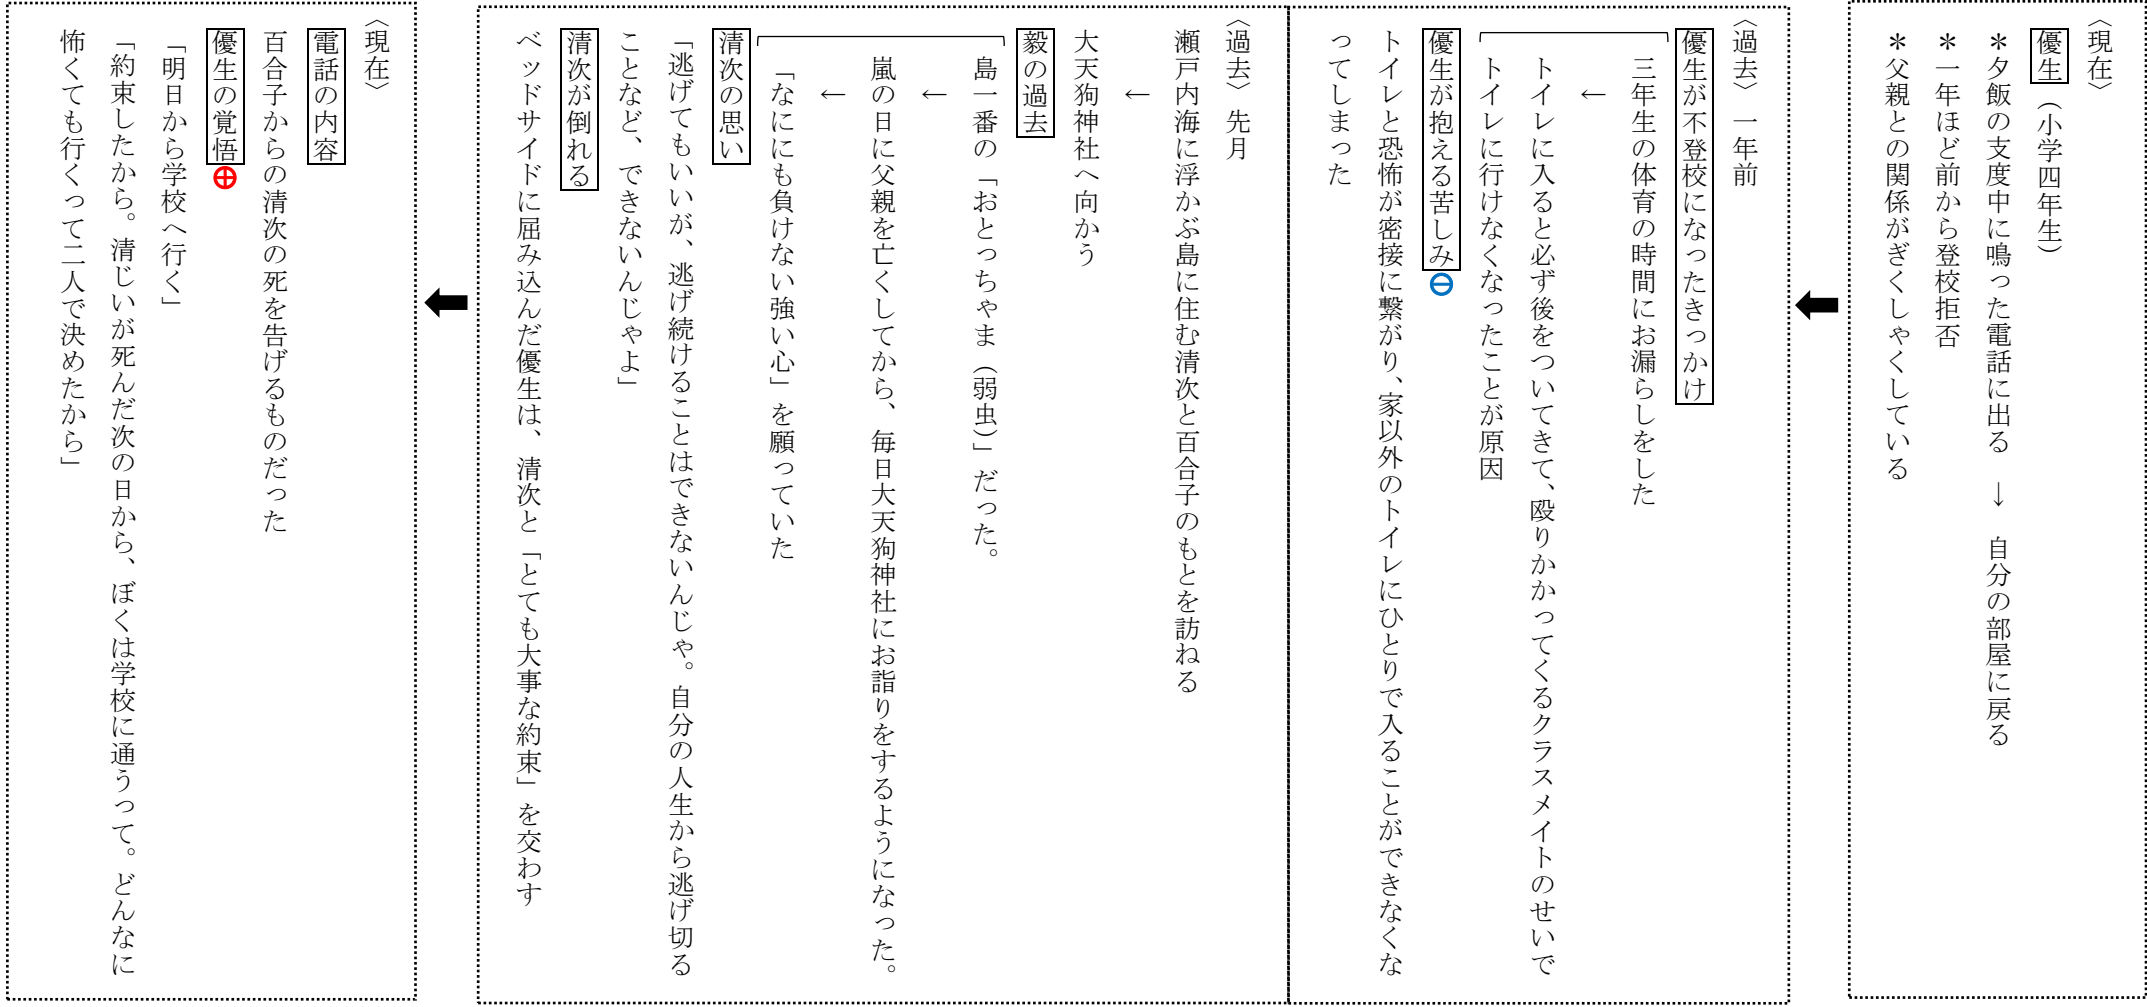 〈現在〉
優生（小学四年生）
＊夕飯の支度中に鳴った電話に出る　→　自分の部屋に戻る
＊一年ほど前から登校拒否
＊父親との関係がぎくしゃくしている
〈過去〉一年前
優生が不登校になったきっかけ
三年生の体育の時間にお漏らしをした
←
トイレに入ると必ず後をついてきて、殴りかかってくるクラスメイトのせいで
トイレに行けなくなったことが原因
優生が抱える苦しみ⊖
トイレと恐怖が密接に繋がり、家以外のトイレにひとりで入ることができなくな
ってしまった
〈過去〉先月
瀬戸内海に浮かぶ島に住む清次と百合子のもとを訪ねる
←
大天狗神社へ向かう
毅の過去
島一番の「おとっちゃま（弱虫）」だった。
←
嵐の日に父親を亡くしてから、毎日大天狗神社にお詣りをするようになった。
←
「なににも負けない強い心」を願っていた
清次の思い
「逃げてもいいが、逃げ続けることはできないんじゃ。自分の人生から逃げ切る
ことなど、できないんじゃよ」
清次が倒れる
ベッドサイドに屈み込んだ優生は、清次と「とても大事な約束」を交わす
〈現在〉
電話の内容
百合子からの清次の死を告げるものだった
優生の覚悟⊕
「明日から学校へ行く」
「約束したから。清じいが死んだ次の日から、ぼくは学校に通うって。どんなに
怖くても行くって二人で決めたから」